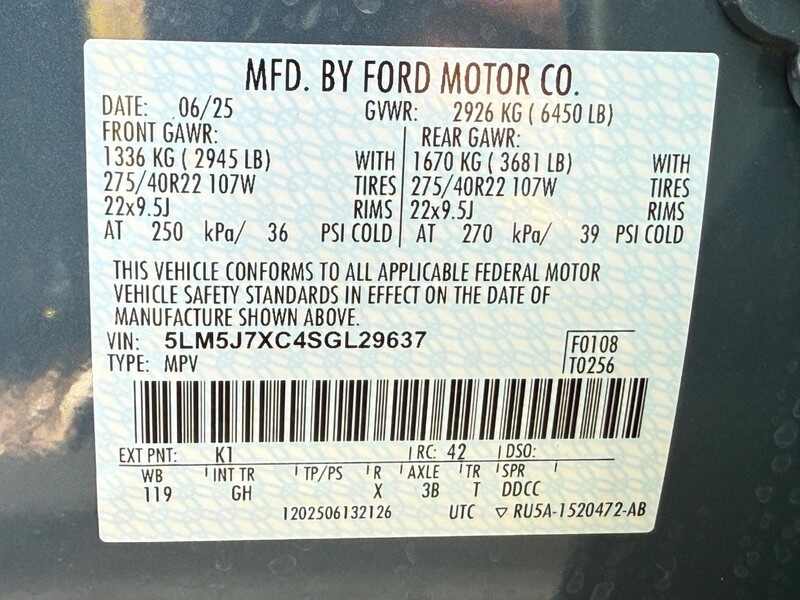 MFD. BY FORD MOTOR CO.
DATE: 06/25 GVWR: 2926 KG ( 6450 LB)
FRONT GAWR: REAR GAWR:
1336 KG ( 2945 LB) WITH 1670 KG ( 3681 LB) WITH
275/40R22 107W TIRES 275/40R22 107W TIRES
22x9.5J RIMS 22x9.5J RIMS
AT 250 kPa/ 36 PSI COLD AT 270 kPa/ 39 PSI COLD
THIS VEHICLE CONFORMS TO ALL APPLICABLE FEDERAL MOTOR
VEHICLE SAFETY STANDARDS IN EFFECT ON THE DATE OF
MANUFACTURE SHOWN ABOVE.
VIN: 5LM5J7XC4SGL29637 F0108
TYPE: MPV T0256
EXT PNT: K1 RC: 42 DSO:
WB INT TR TP/PS R AXLE TR SPR
119 GH X 3B T DDCC
1202506132126 UTC ▽ RU5A-1520472-AB